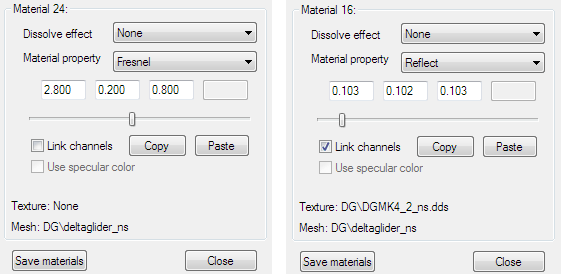 Material 24:
Dissolve effect None
Material property Fresnel
2.800 0.200 0.800
Link channels Copy Paste
Use specular color
Texture: None
Mesh: DG\deltaglider_ns
Save materials Close
Material 16:
Dissolve effect None
Material property Reflect
0.103 0.102 0.103
Link channels Copy Paste
Use specular color
Texture: DG\DGMK4_2_ns.dds
Mesh: DG\deltaglider_ns
Save materials Close